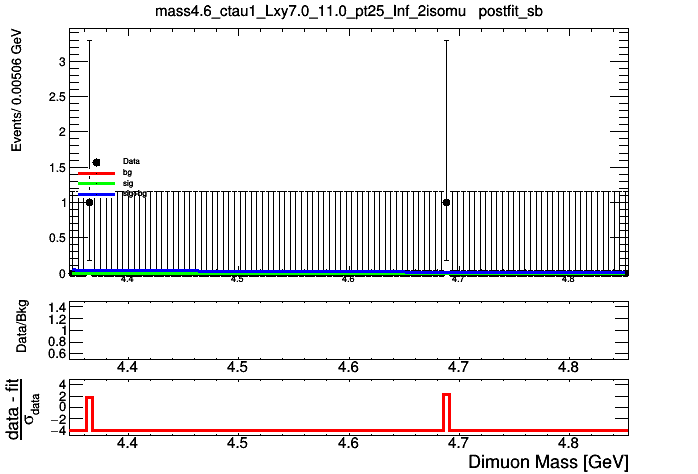 mass4.6_ctau1_Lxy7.0_11.0_pt25_Inf_2isomu postfit_sb
Events/ 0.00506 GeV
3
2.5
2
1.5
1
0.5
0
Data
bg
sig
sig+bg
4.4 4.5 4.6 4.7 4.8
Data/Bkg
1.4
1.2
1
0.8
0.6
4.4 4.5 4.6 4.7 4.8
data - fit
σdata
4
2
0
−2
−4
4.4 4.5 4.6 4.7 4.8
Dimuon Mass [GeV]